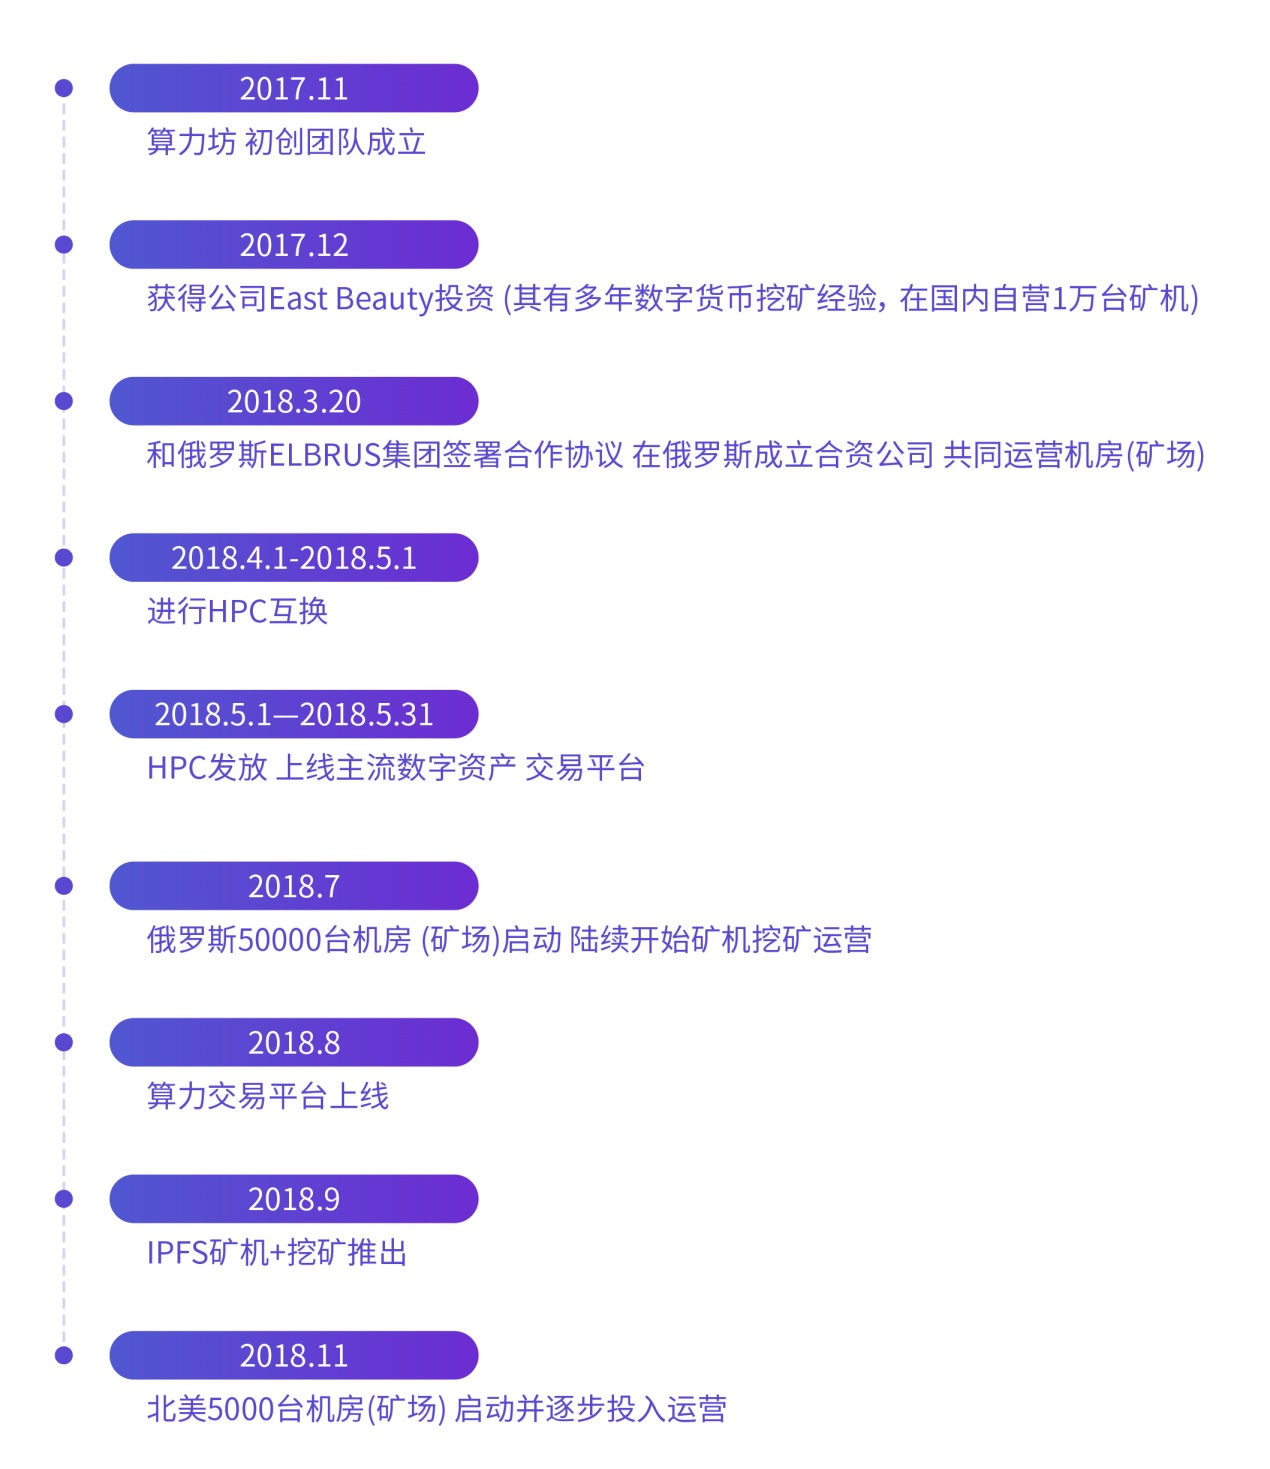 2017.11
算力坊 初创团队成立
2017.12
获得公司East Beauty投资 (其有多年数字货币挖矿经验, 在国内自营1万台矿机)
2018.3.20
和俄罗斯ELBRUS集团签署合作协议 在俄罗斯成立合资公司 共同运营机房(矿场)
2018.4.1-2018.5.1
进行HPC互换
2018.5.1—2018.5.31
HPC发放 上线主流数字资产 交易平台
2018.7
俄罗斯50000台机房 (矿场)启动 陆续开始矿机挖矿运营
2018.8
算力交易平台上线
2018.9
IPFS矿机+挖矿推出
2018.11
北美5000台机房(矿场) 启动并逐步投入运营